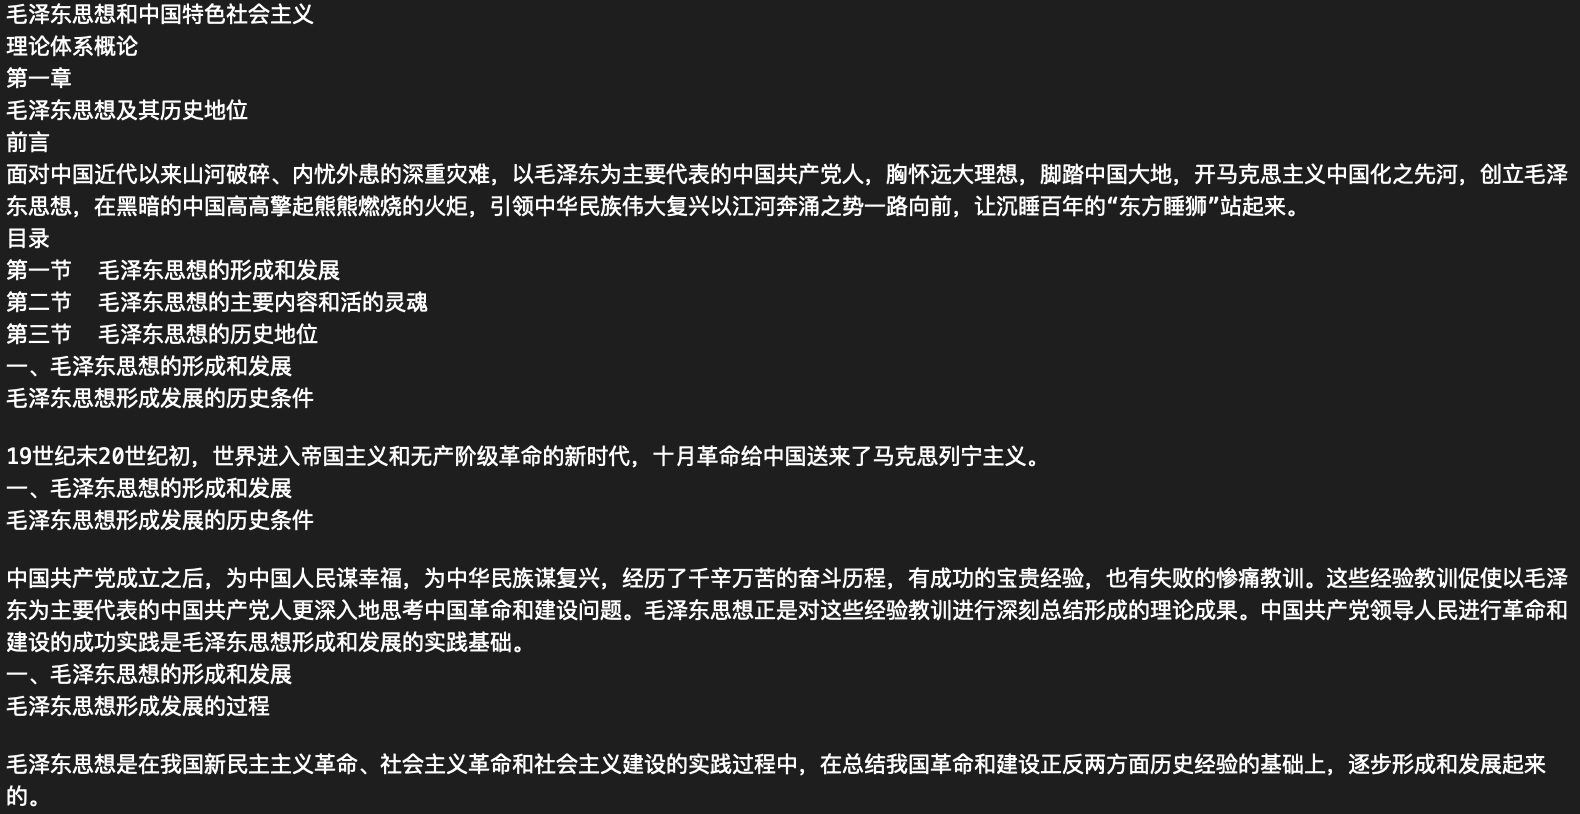 毛泽东思想和中国特色社会主义
理论体系概论
第一章
毛泽东思想及其历史地位
前言
面对中国近代以来山河破碎、内忧外患的深重灾难，以毛泽东为主要代表的中国共产党人，胸怀远大理想，脚踏中国大地，开马克思主义中国化之先河，创立毛泽
东思想，在黑暗的中国高高擎起熊熊燃烧的火炬，引领中华民族伟大复兴以江河奔涌之势一路向前，让沉睡百年的“东方睡狮”站起来。
目录
第一节　毛泽东思想的形成和发展
第二节　毛泽东思想的主要内容和活的灵魂
第三节　毛泽东思想的历史地位
一、毛泽东思想的形成和发展
毛泽东思想形成发展的历史条件
19世纪末20世纪初，世界进入帝国主义和无产阶级革命的新时代，十月革命给中国送来了马克思列宁主义。
一、毛泽东思想的形成和发展
毛泽东思想形成发展的历史条件
中国共产党成立之后，为中国人民谋幸福，为中华民族谋复兴，经历了千辛万苦的奋斗历程，有成功的宝贵经验，也有失败的惨痛教训。这些经验教训促使以毛泽
东为主要代表的中国共产党人更深入地思考中国革命和建设问题。毛泽东思想正是对这些经验教训进行深刻总结形成的理论成果。中国共产党领导人民进行革命和
建设的成功实践是毛泽东思想形成和发展的实践基础。
一、毛泽东思想的形成和发展
毛泽东思想形成发展的过程
毛泽东思想是在我国新民主主义革命、社会主义革命和社会主义建设的实践过程中，在总结我国革命和建设正反两方面历史经验的基础上，逐步形成和发展起来
的。